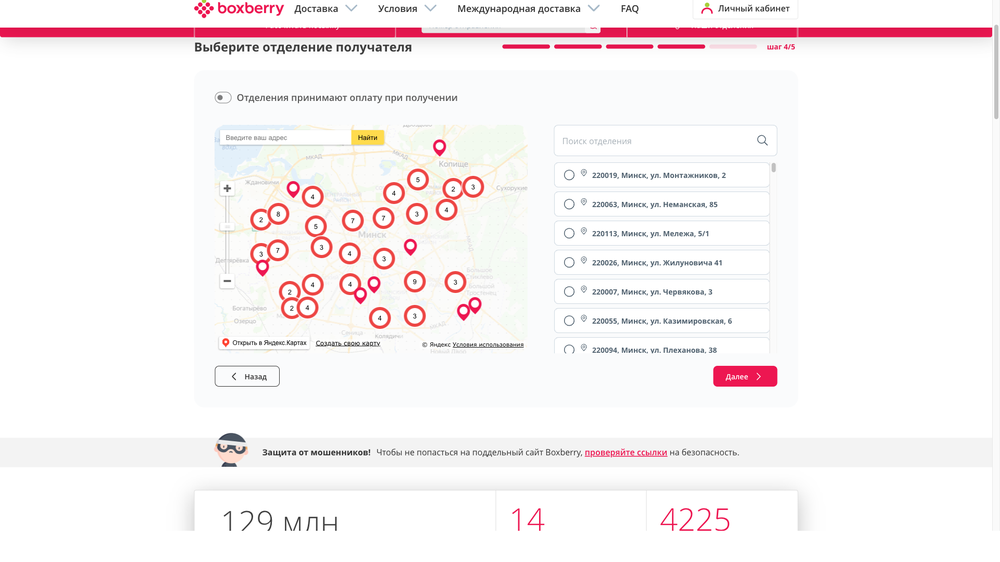 boxberry
Доставка
Условия
Международная доставка
FAQ
Личный кабинет
Выберите отделение получателя
шаг 4/5
Отделения принимают оплату при получении
Введите ваш адрес
Найти
Поиск отделения
МКАД
МКАД
Копище
Ждановичи
Сухорукие
Минск
Дегтярёвка
Богатырёво
Озерцо
220019, Минск, ул. Монтажников, 2
220063, Минск, ул. Неманская, 85
220113, Минск, ул. Мележа, 5/1
220026, Минск, ул. Жилуновича 41
220007, Минск, ул. Червякова, 3
220055, Минск, ул. Казимировская, 6
220094, Минск, ул. Плеханова, 38
5
4
2
3
4
2
8
7
7
3
4
5
3
3
7
4
3
4
4
9
3
2
2
4
4
3
Открыть в Яндекс.Картах
Создать свою карту
© Яндекс Условия использования
Назад
Далее
Защита от мошенников! Чтобы не попасться на поддельный сайт Boxberry, проверяйте ссылки на безопасность.
129 млн
14
4225